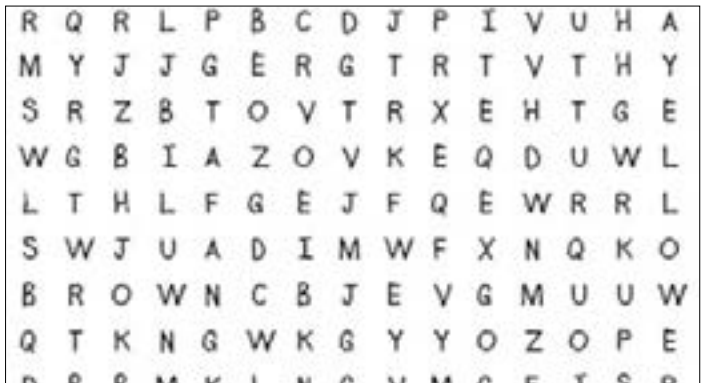 R Q R L P B C D J P I V U H A
M Y J J G E R G T R T V T H Y
S R Z B T O V T R X E H T G E
W G B I A Z O V K E Q D U W L
L T H L F G E J F Q E W R R L
S W J U A D I M W F X N Q K O
B R O W N C B J E V G M U U W
Q T K N G W K G Y Y O Z O P E